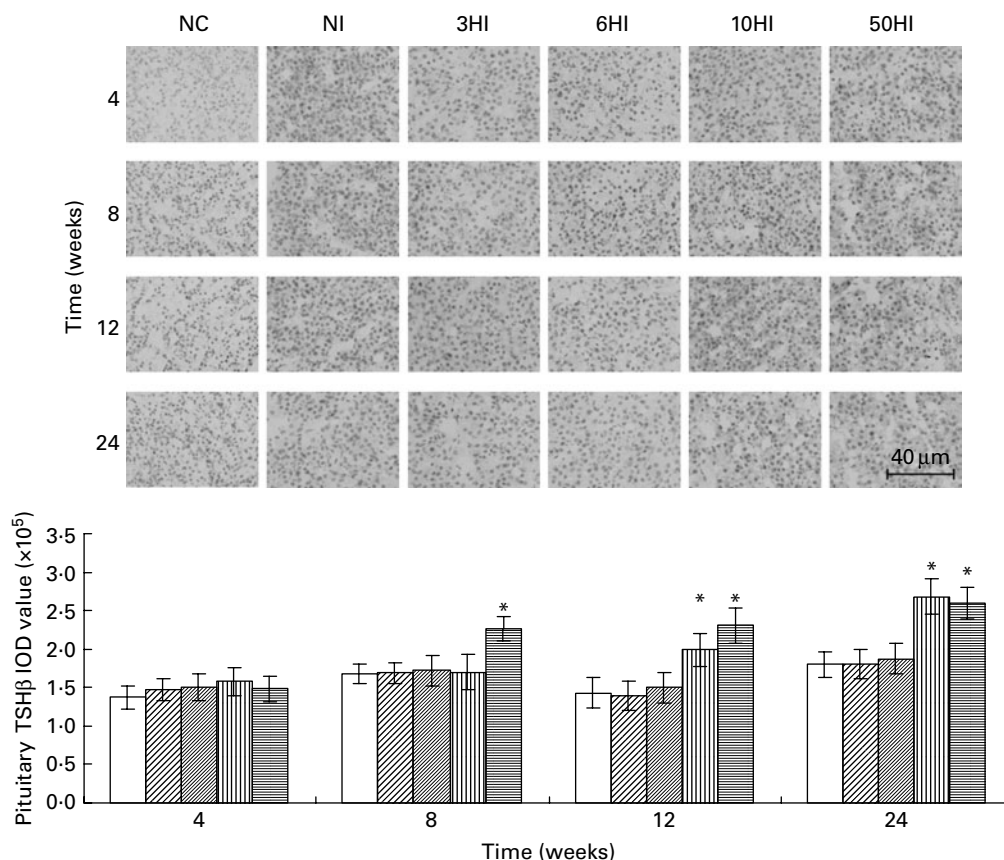 NC NI 3HI 6HI 10HI 50HI
Time (weeks)
4
8
12
24
40 μm
Pituitary TSHβ IOD value (×10⁵)
3·5
3·0
2·5
2·0
1·5
1·0
0·5
0·0
* * * * *
4 8 12 24
Time (weeks)